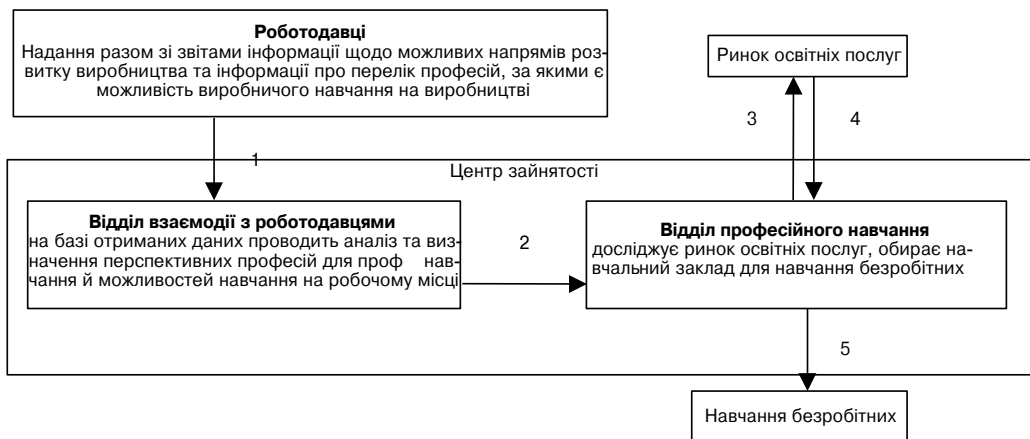 Роботодавці
Надання разом зі звітами інформації щодо можливих напрямів роз-
витку виробництва та інформації про перелік професій, за якими є
можливість виробничого навчання на виробництві
Ринок освітніх послуг
3
4
1
Центр зайнятості
Відділ взаємодії з роботодавцями
на базі отриманих даних проводить аналіз та виз-
начення перспективних професій для проф навчання
чання й можливостей навчання на робочому місці
2
Відділ професійного навчання
досліджує ринок освітніх послуг, обирає на-
вчальний заклад для навчання безробітних
5
Навчання безробітних